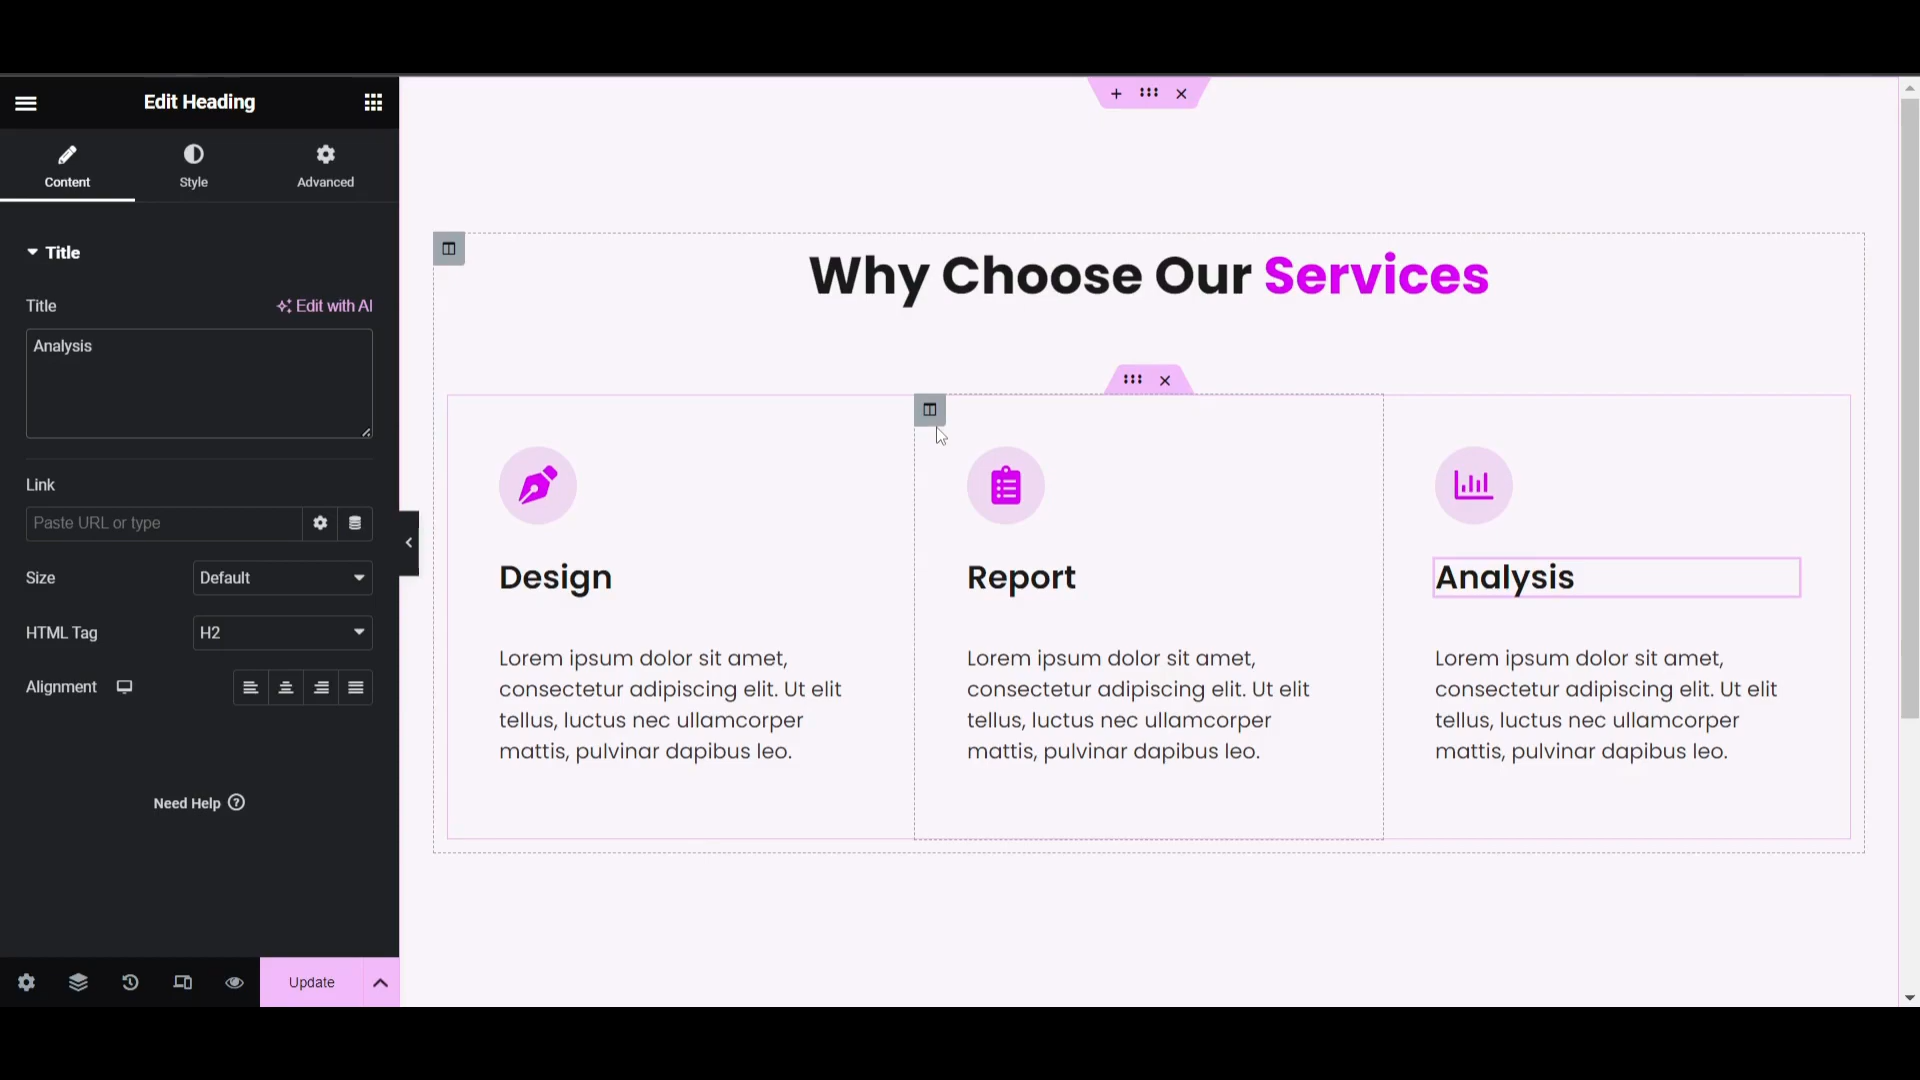 Edit Heading
Content
Style
Advanced
Title
Title
Edit with AI
Analysis
Link
Paste URL or type
Size
Default
HTML Tag
H2
Alignment
Need Help
Update
Why Choose Our Services
Design
Lorem ipsum dolor sit amet,
consectetur adipiscing elit. Ut elit
tellus, luctus nec ullamcorper
mattis, pulvinar dapibus leo.
Report
Lorem ipsum dolor sit amet,
consectetur adipiscing elit. Ut elit
tellus, luctus nec ullamcorper
mattis, pulvinar dapibus leo.
Analysis
Lorem ipsum dolor sit amet,
consectetur adipiscing elit. Ut elit
tellus, luctus nec ullamcorper
mattis, pulvinar dapibus leo.